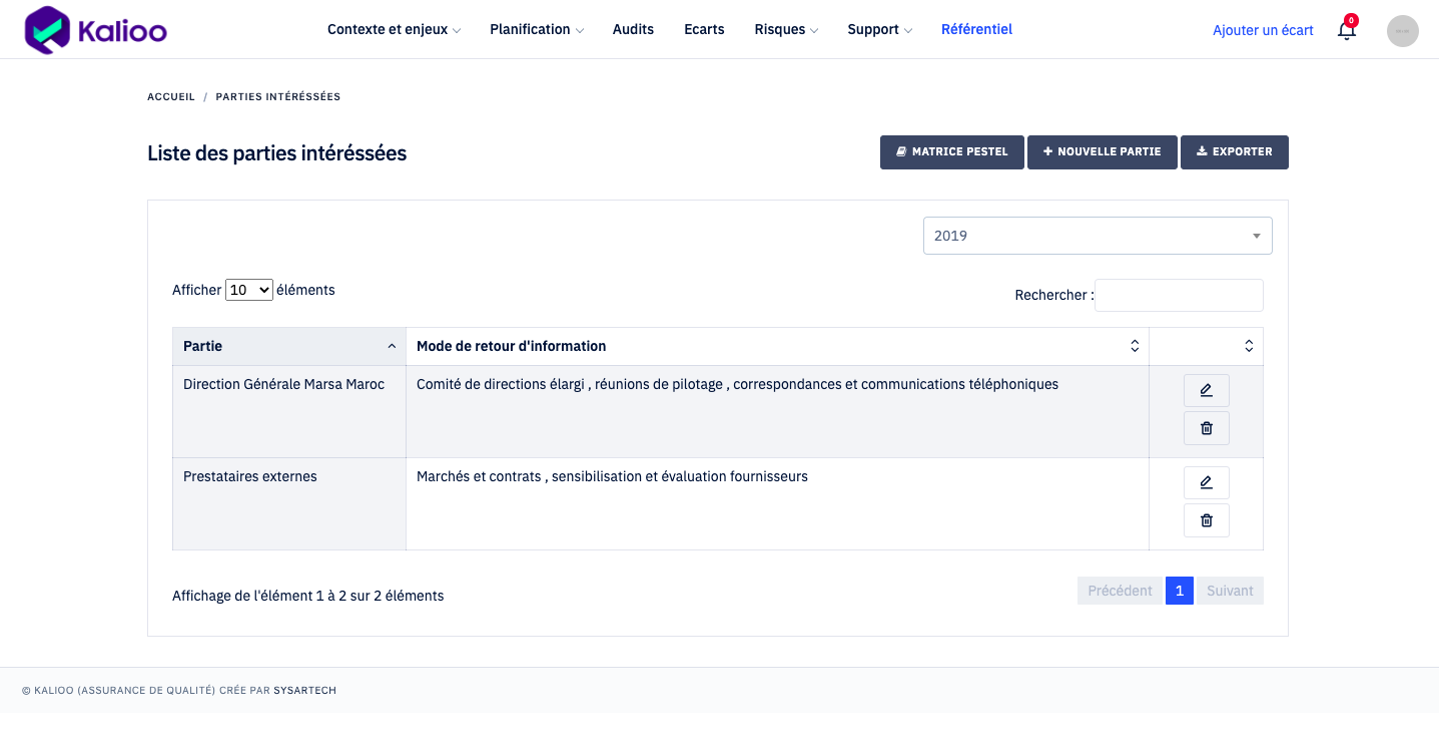 Kalioo
Contexte et enjeux Planification Audits Ecarts Risques Support Référentiel
Ajouter un écart 0
ACCUEIL / PARTIES INTÉRÉSSÉES
Liste des parties intéréssées
MATRICE PESTEL NOUVELLE PARTIE EXPORTER
2019
Afficher 10 éléments
Rechercher :
Partie Mode de retour d'information
Direction Générale Marsa Maroc Comité de directions élargi , réunions de pilotage , correspondances et communications téléphoniques
Prestataires externes Marchés et contrats , sensibilisation et évaluation fournisseurs
Affichage de l'élément 1 à 2 sur 2 éléments
Précédent 1 Suivant
© KALIOO (ASSURANCE DE QUALITÉ) CRÉE PAR SYSARTECH